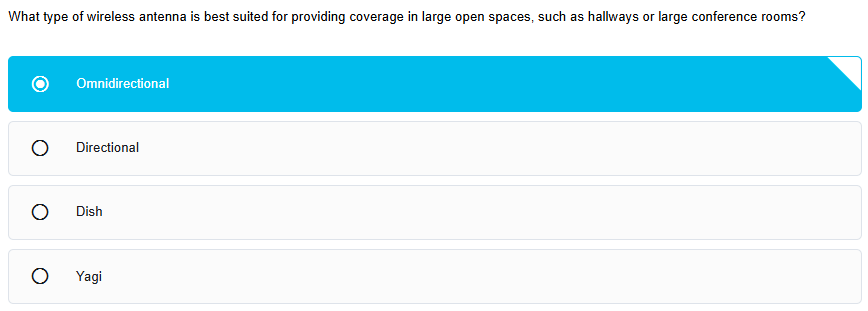 What type of wireless antenna is best suited for providing coverage in large open spaces, such as hallways or large conference rooms?
Omnidirectional
Directional
Dish
Yagi